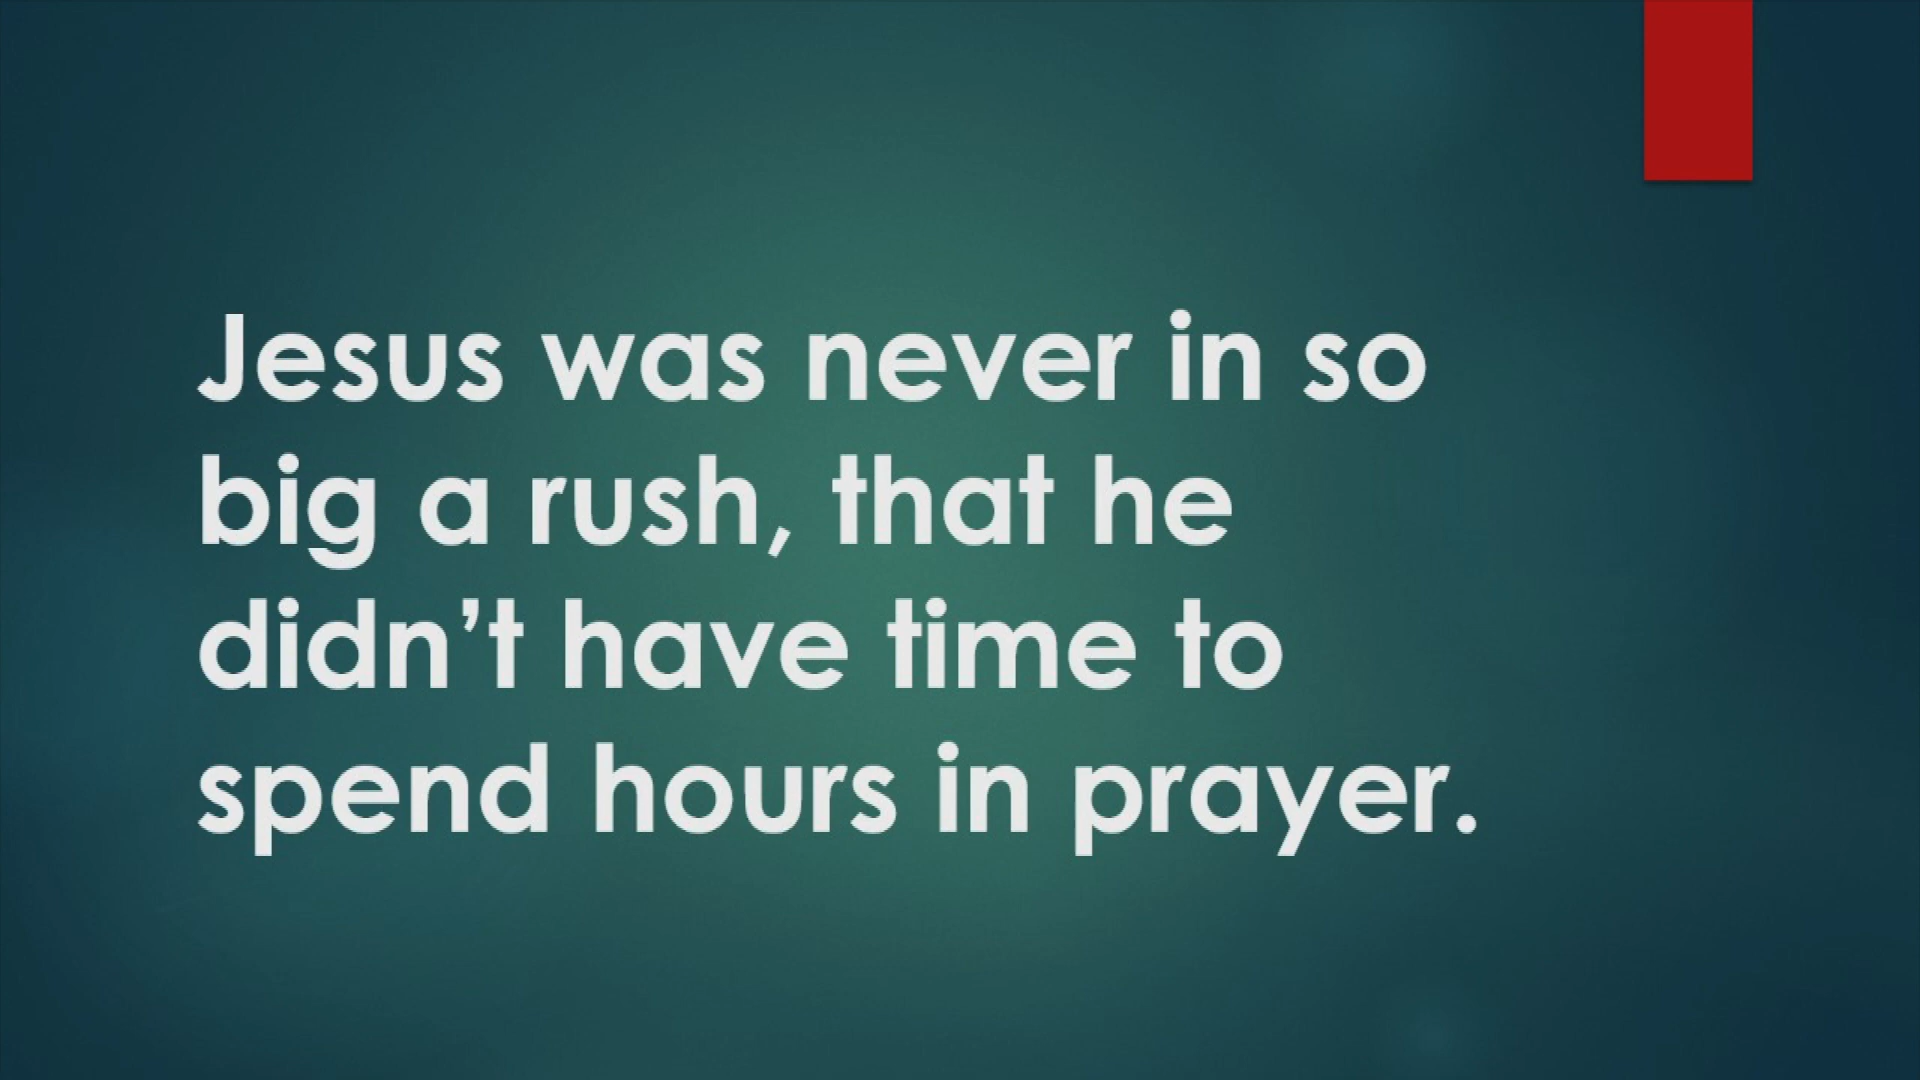 Jesus was never in so
big a rush, that he
didn’t have time to
spend hours in prayer.